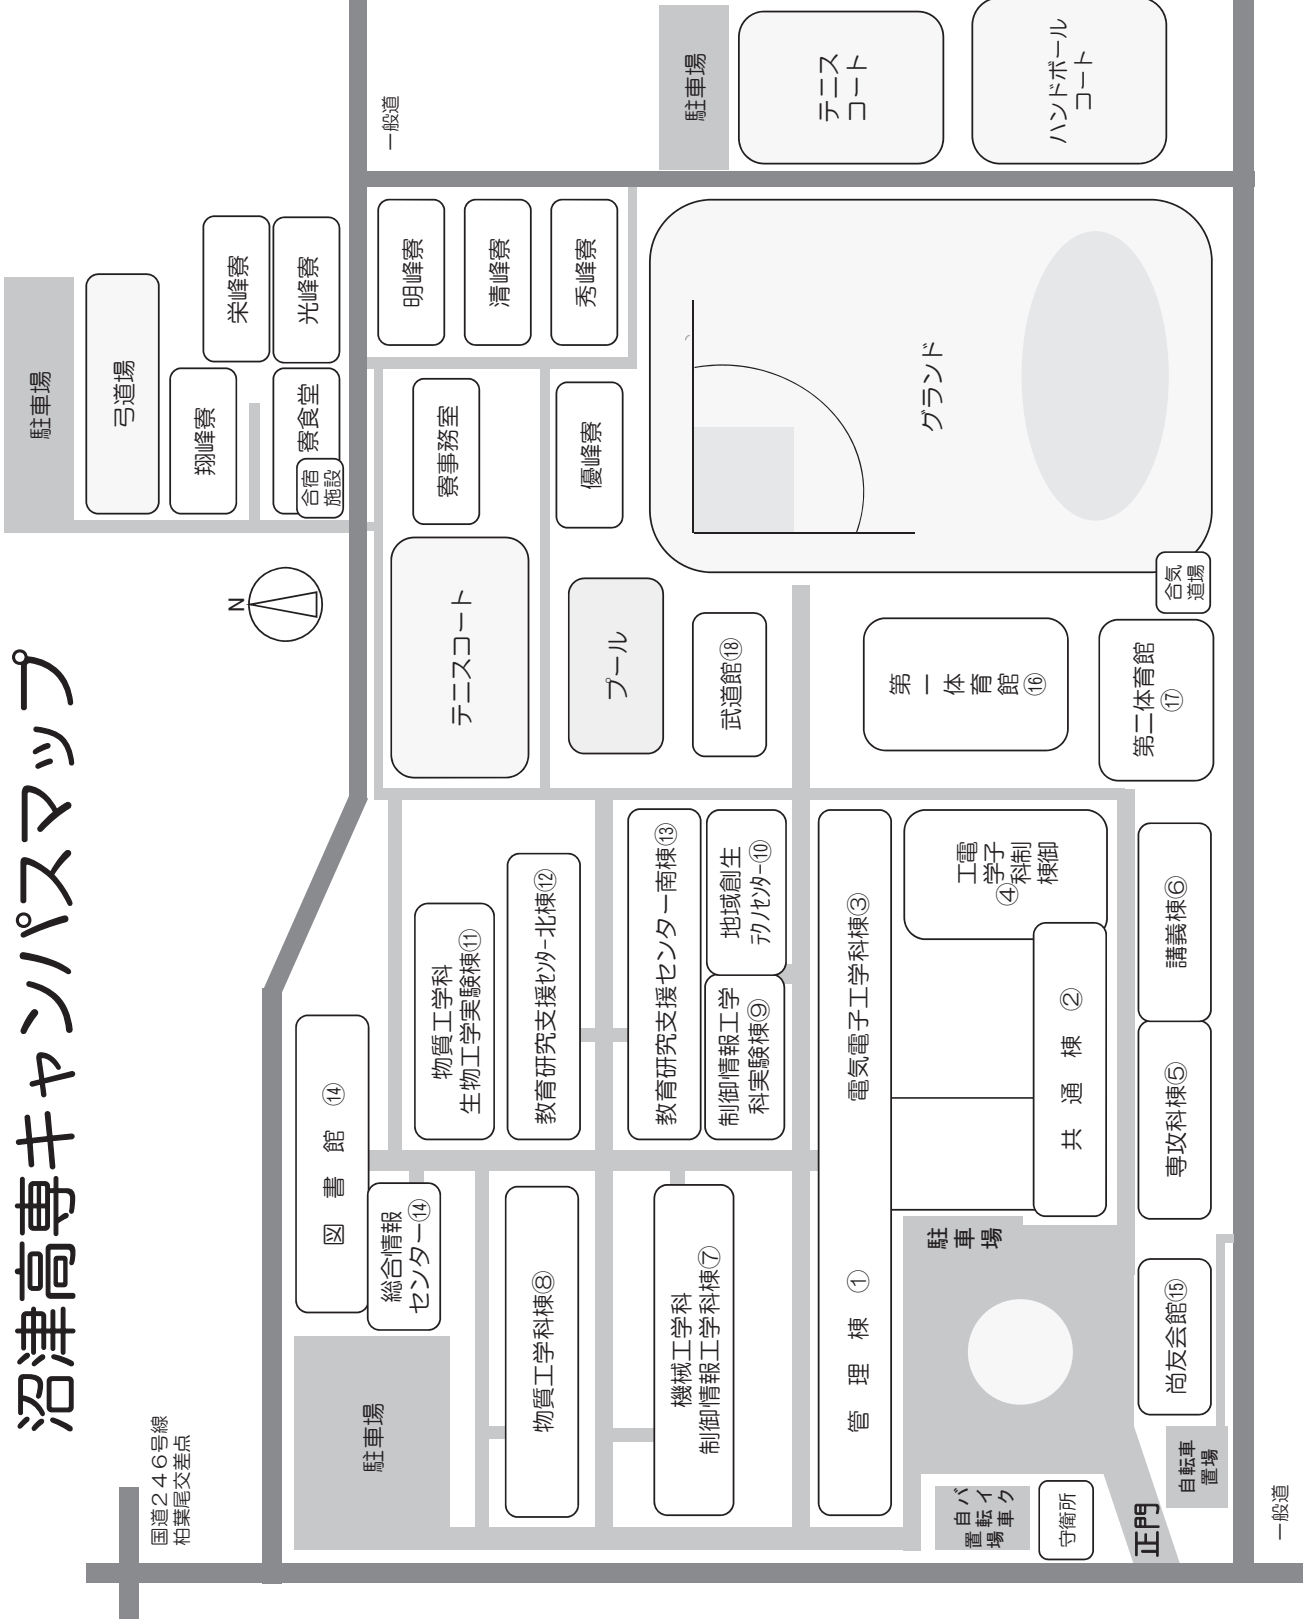 沼津高専キャンパスマップ
国道246号線
柏葉尾交差点
N
駐車場
弓道場
翔峰寮
栄峰寮
光峰寮
寮食堂
合宿
施設
一般道
明峰寮
清峰寮
秀峰寮
寮事務室
優峰寮
駐車場
テニス
コート
ハンドボール
コート
グランド
テニスコート
プール
武道館⑱
第一体育館⑯
第二体育館
⑰
合気
道場
図書館⑭
総合情報
センター⑭
駐車場
物質工学科
生物工学実験棟⑪
教育研究支援センター北棟⑫
教育研究支援センター南棟⑬
地域創生
テクノセンター⑩
制御情報工学
科実験棟⑨
物質工学科棟⑧
機械工学科
制御情報工学科棟⑦
電気電子工学科棟③
管理棟①
電子制御
工学科棟
④
共通棟②
講義棟⑥
専攻科棟⑤
尚友会館⑮
駐車場
自転車
置場
バイク
自転車
置場
守衛所
正門
一般道